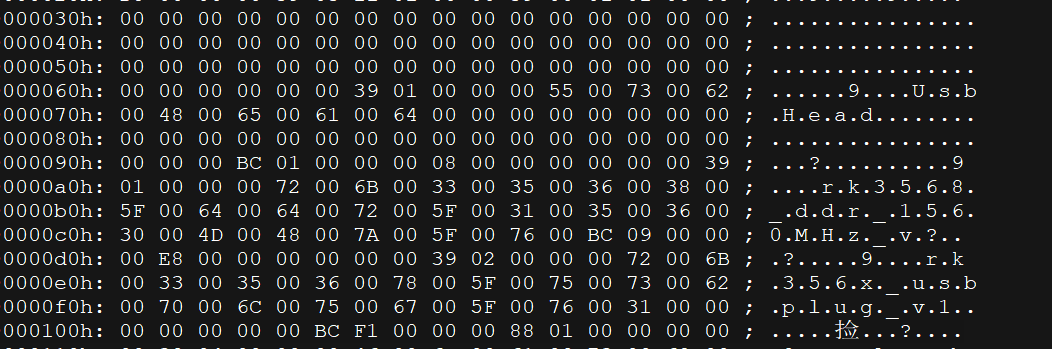 000030h: 00 00 00 00 00 00 00 00 00 00 00 00 00 00 00 00 ; ................
000040h: 00 00 00 00 00 00 00 00 00 00 00 00 00 00 00 00 ; ................
000050h: 00 00 00 00 00 00 00 00 00 00 00 00 00 00 00 00 ; ................
000060h: 00 00 00 00 00 00 39 01 00 00 00 55 00 73 00 62 ; ......9....U.s.b
000070h: 00 48 00 65 00 61 00 64 00 00 00 00 00 00 00 00 ; .H.e.a.d........
000080h: 00 00 00 00 00 00 00 00 00 00 00 00 00 00 00 00 ; ................
000090h: 00 00 00 BC 01 00 00 00 08 00 00 00 00 00 00 39 ; ...?..........9
0000a0h: 01 00 00 00 72 00 6B 00 33 00 35 00 36 00 38 00 ; ....r.k.3.5.6.8.
0000b0h: 5F 00 64 00 64 00 72 00 5F 00 31 00 35 00 36 00 ; _.d.d.r._.1.5.6.
0000c0h: 30 00 4D 00 48 00 7A 00 5F 00 76 00 BC 09 00 00 ; 0.M.H.z._.v.?..
0000d0h: 00 E8 00 00 00 00 00 00 39 02 00 00 00 72 00 6B ; .?.....9....r.k
0000e0h: 00 33 00 35 00 36 00 78 00 5F 00 75 00 73 00 62 ; .3.5.6.x._.u.s.b
0000f0h: 00 70 00 6C 00 75 00 67 00 5F 00 76 00 31 00 00 ; .p.l.u.g._.v.1..
000100h: 00 00 00 00 00 BC F1 00 00 00 88 01 00 00 00 00 ; .....捡...?....